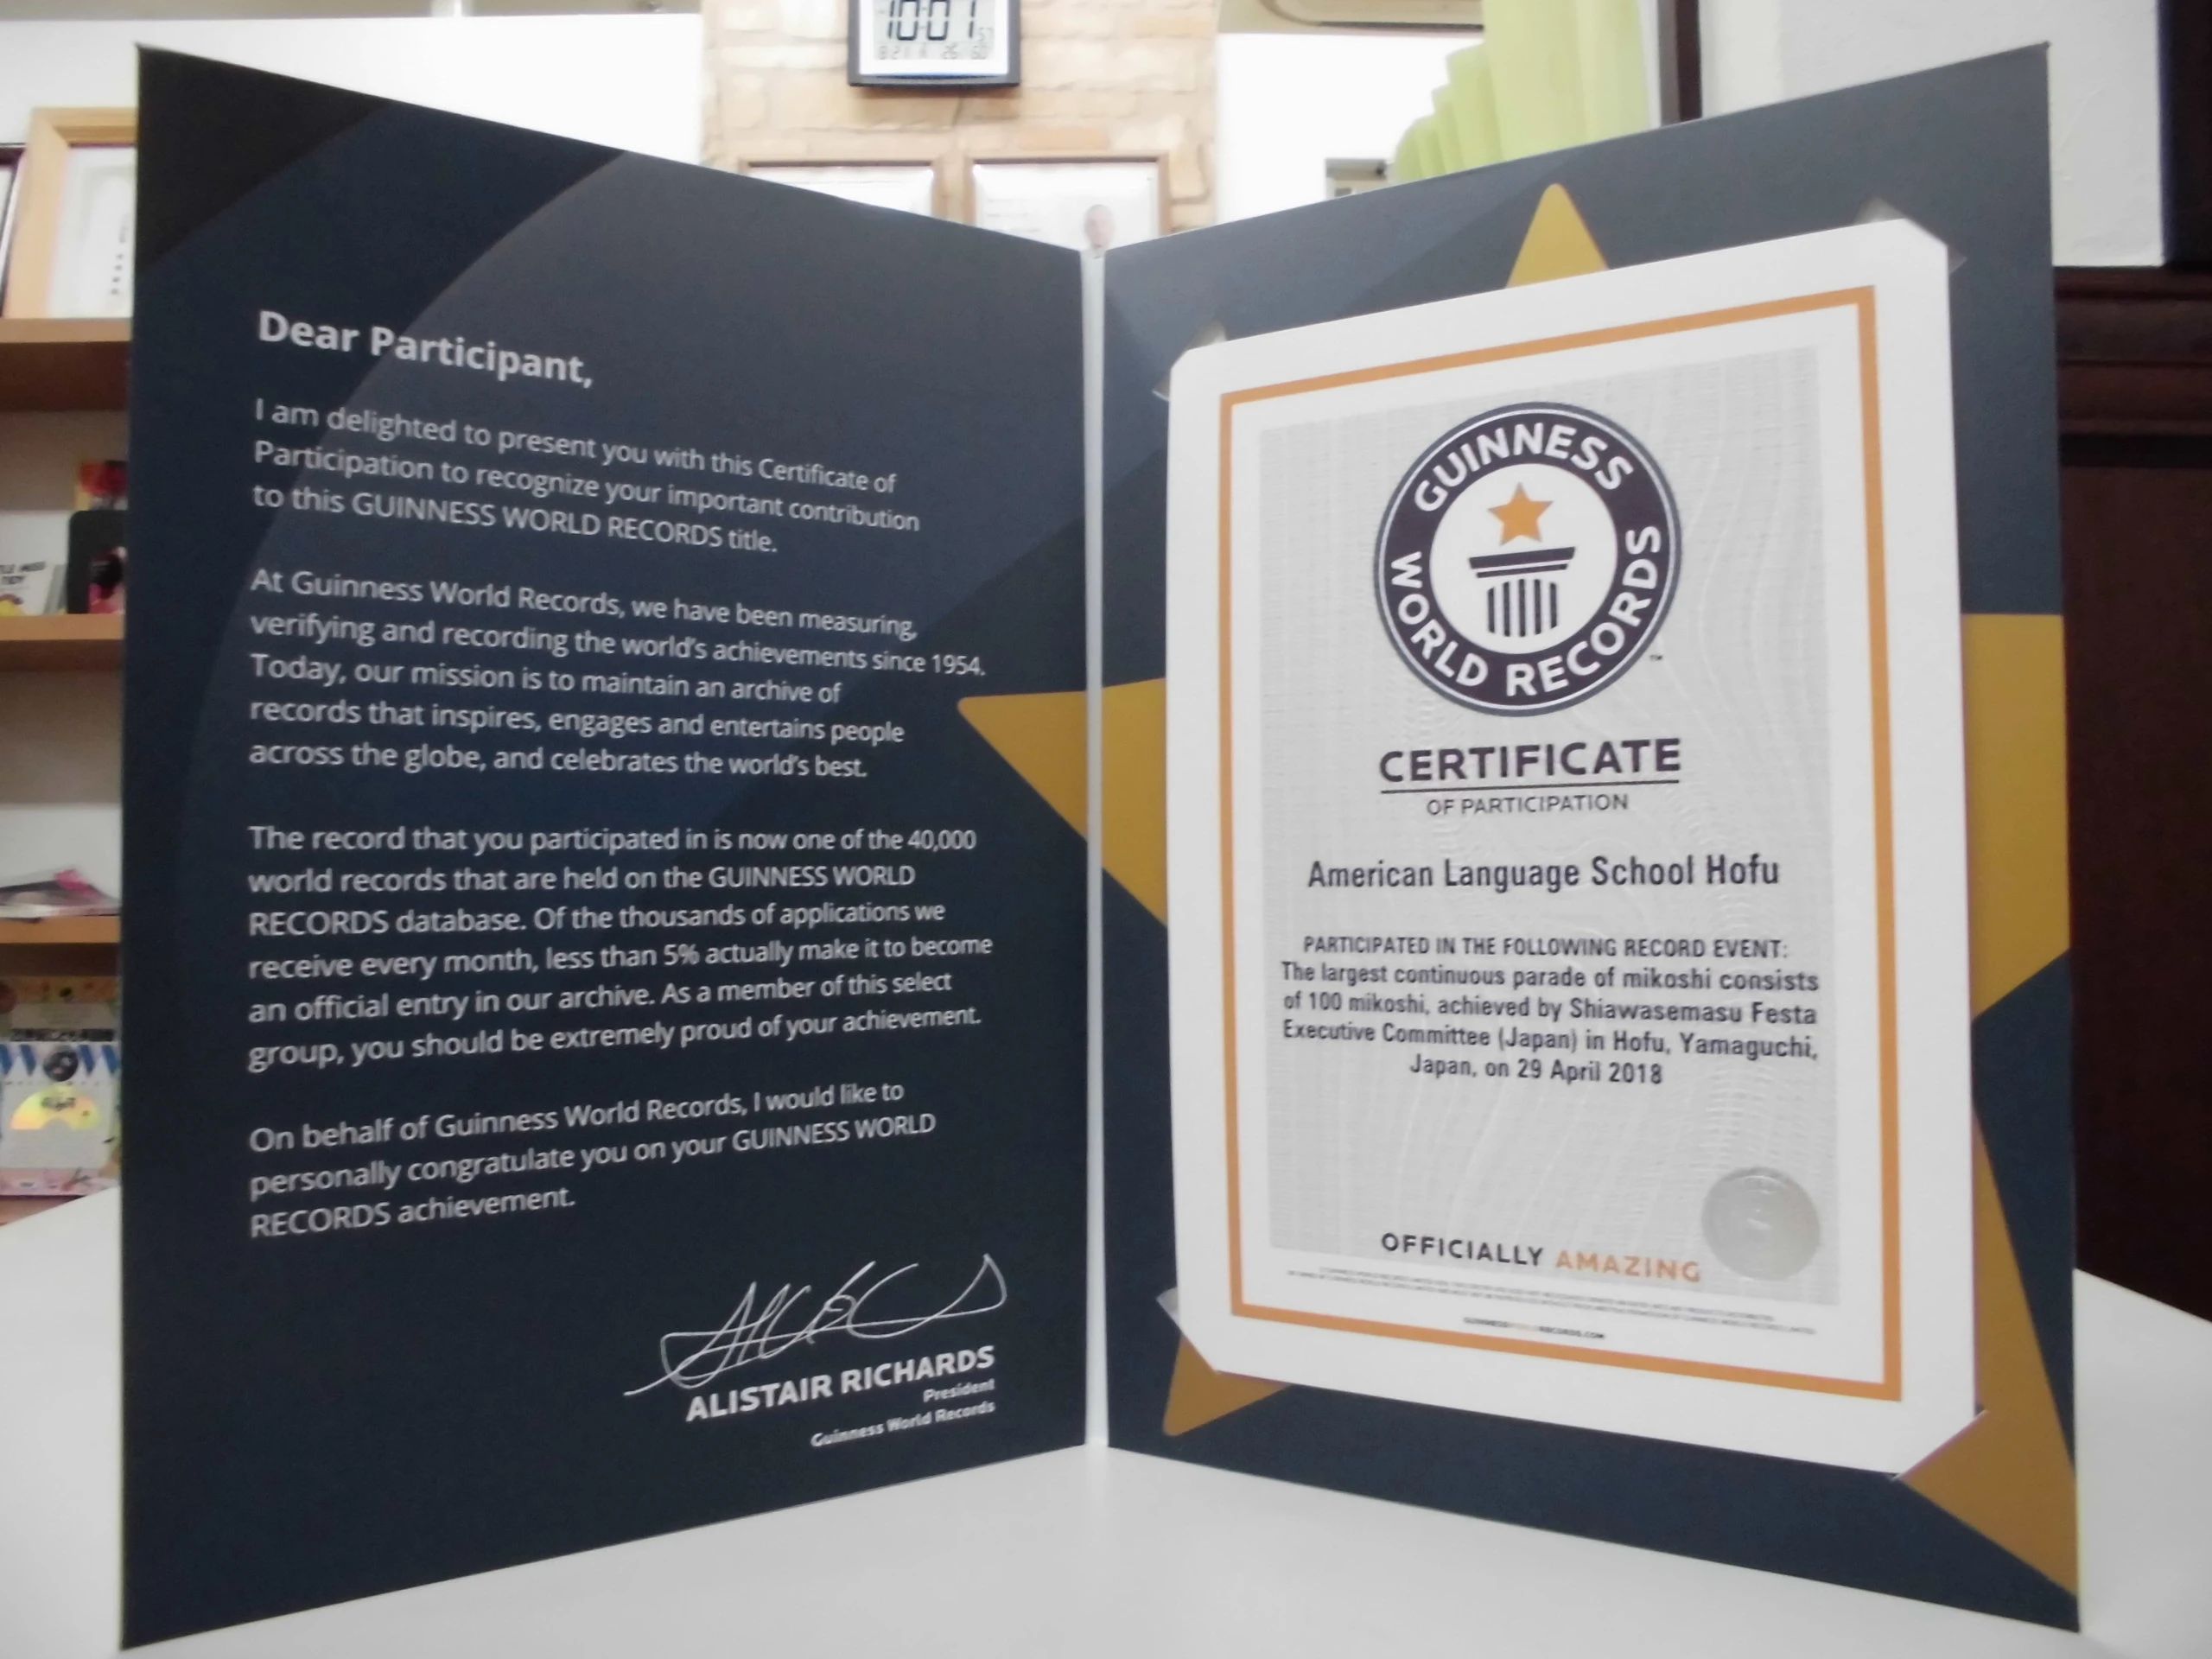 10:01
Dear Participant,
I am delighted to present you with this Certificate of
Participation to recognize your important contribution
to this GUINNESS WORLD RECORDS title.
At Guinness World Records, we have been measuring,
verifying and recording the world's achievements since 1954.
Today, our mission is to maintain an archive of
records that inspires, engages and entertains people
across the globe, and celebrates the world's best.
The record that you participated in is now one of the 40,000
world records that are held on the GUINNESS WORLD
RECORDS database. Of the thousands of applications we
receive every month, less than 5% actually make it to become
an official entry in our archive. As a member of this select
group, you should be extremely proud of your achievement.
On behalf of Guinness World Records, I would like to
personally congratulate you on your GUINNESS WORLD
RECORDS achievement.
ALISTAIR RICHARDS
President
Guinness World Records
GUINNESS
WORLD RECORDS
™
CERTIFICATE
OF PARTICIPATION
American Language School Hofu
PARTICIPATED IN THE FOLLOWING RECORD EVENT:
The largest continuous parade of mikoshi consists
of 100 mikoshi, achieved by Shiawasemasu Festa
Executive Committee (Japan) in Hofu, Yamaguchi,
Japan, on 29 April 2018
OFFICIALLY AMAZING
GUINNESSWORLDRECORDS.COM